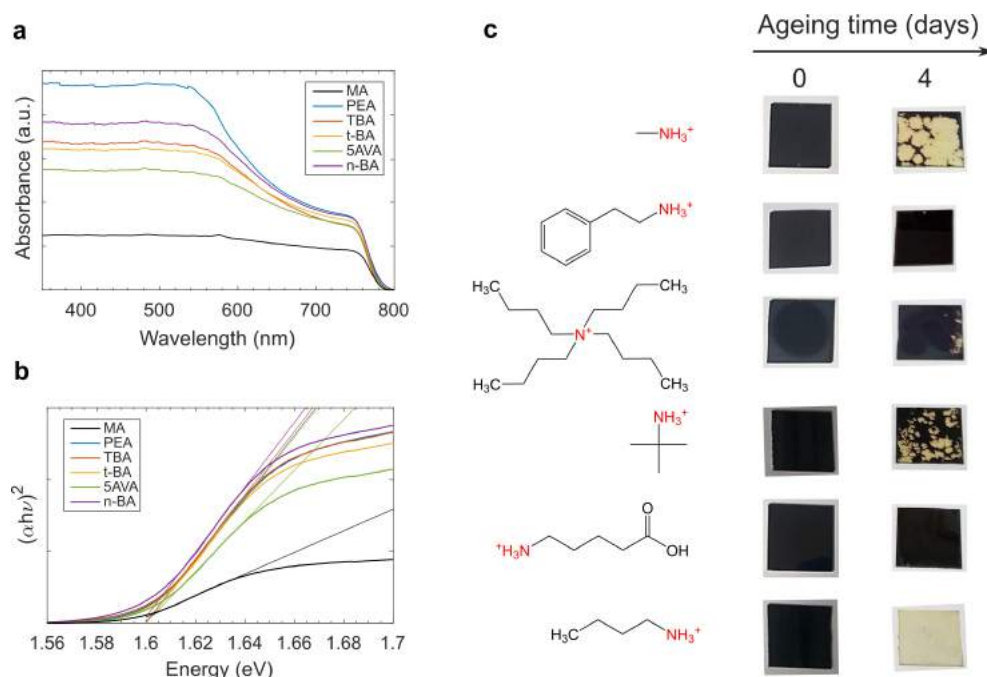 a
Absorbance (a.u.)
MA
PEA
TBA
t-BA
5AVA
n-BA
400 500 600 700 800
Wavelength (nm)
b
(αhν)²
MA
PEA
TBA
t-BA
5AVA
n-BA
1.56 1.58 1.6 1.62 1.64 1.66 1.68 1.7
Energy (eV)
c
Ageing time (days)
0 4
NH₃⁺
NH₃⁺
H₃C CH₃
N⁺
H₃C CH₃
NH₃⁺
O
⁺H₃N OH
H₃C NH₃⁺